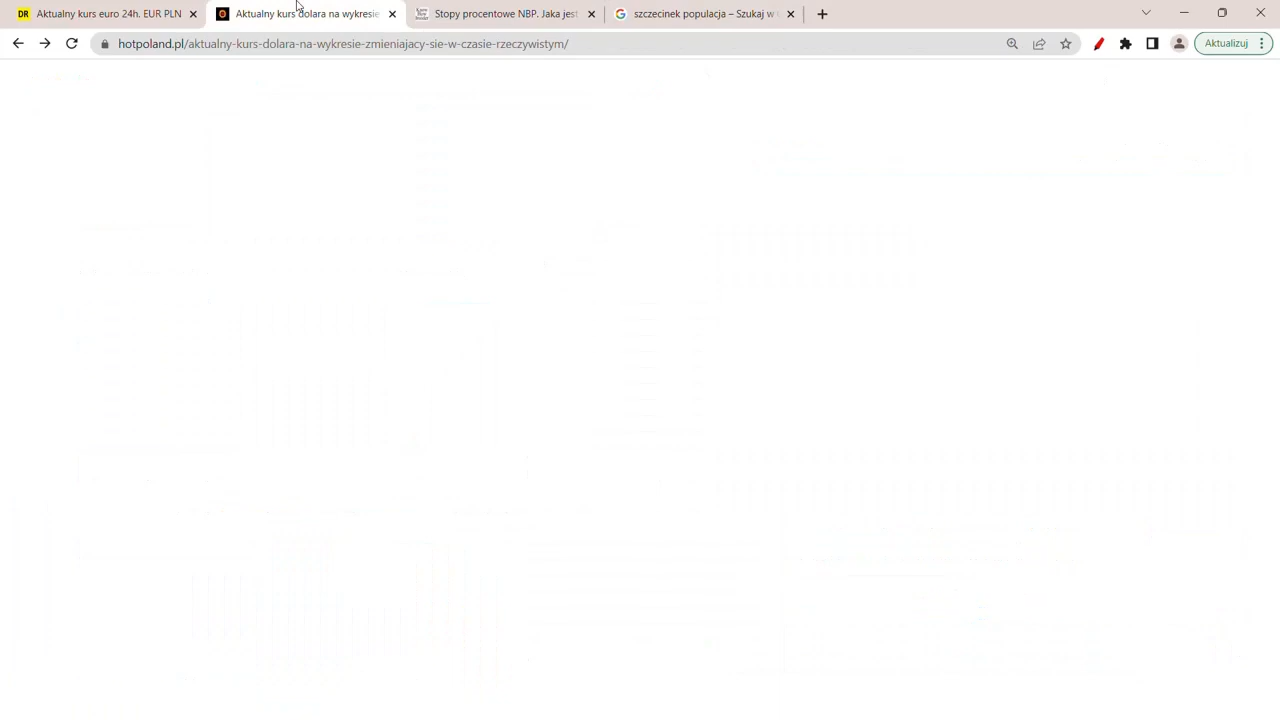 DR Aktualny kurs euro 24h. EUR PLN
Aktualny kurs dolara na wykresie
Stopy procentowe NBP. Jaka jest
szczecinek populacja – Szukaj w
hotpoland.pl/aktualny-kurs-dolara-na-wykresie-zmieniajacy-sie-w-czasie-rzeczywistym/
Aktualizuj